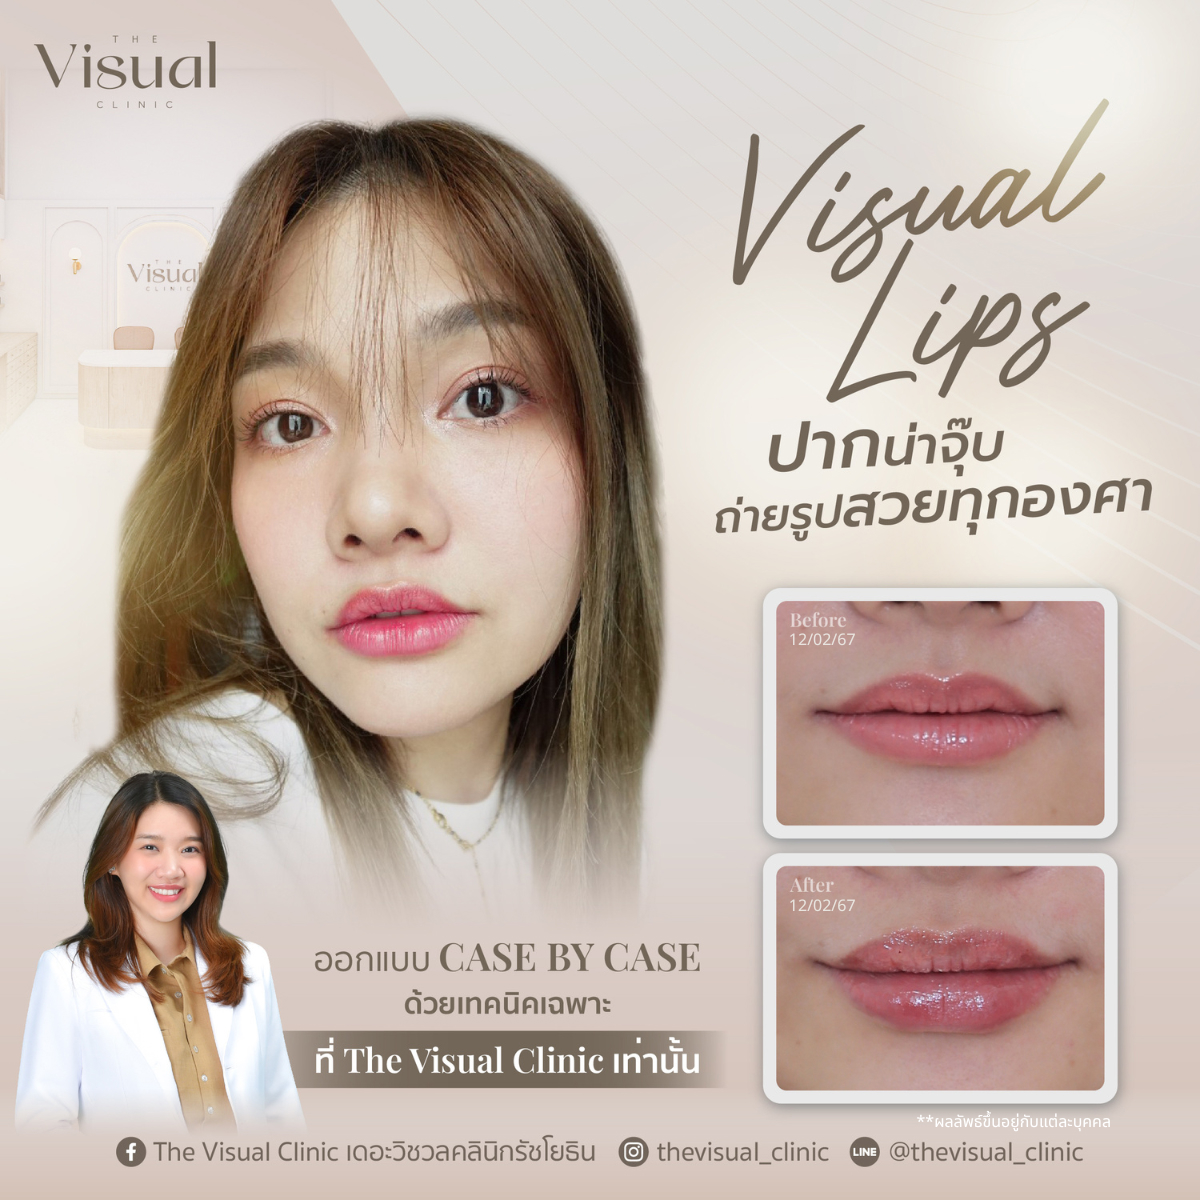 THE
Visual
CLINIC
THE
Visual
CLINIC
Visual
Lips
ปากน่าจุ๊บ
ถ่ายรูปสวยทุกองศา
Before
12/02/67
After
12/02/67
ออกแบบ CASE BY CASE
ด้วยเทคนิคเฉพาะ
ที่ The Visual Clinic เท่านั้น
**ผลลัพธ์ขึ้นอยู่กับแต่ละบุคคล
The Visual Clinic เดอะวิชวลคลินิกรัชโยธิน thevisual_clinic LINE @thevisual_clinic